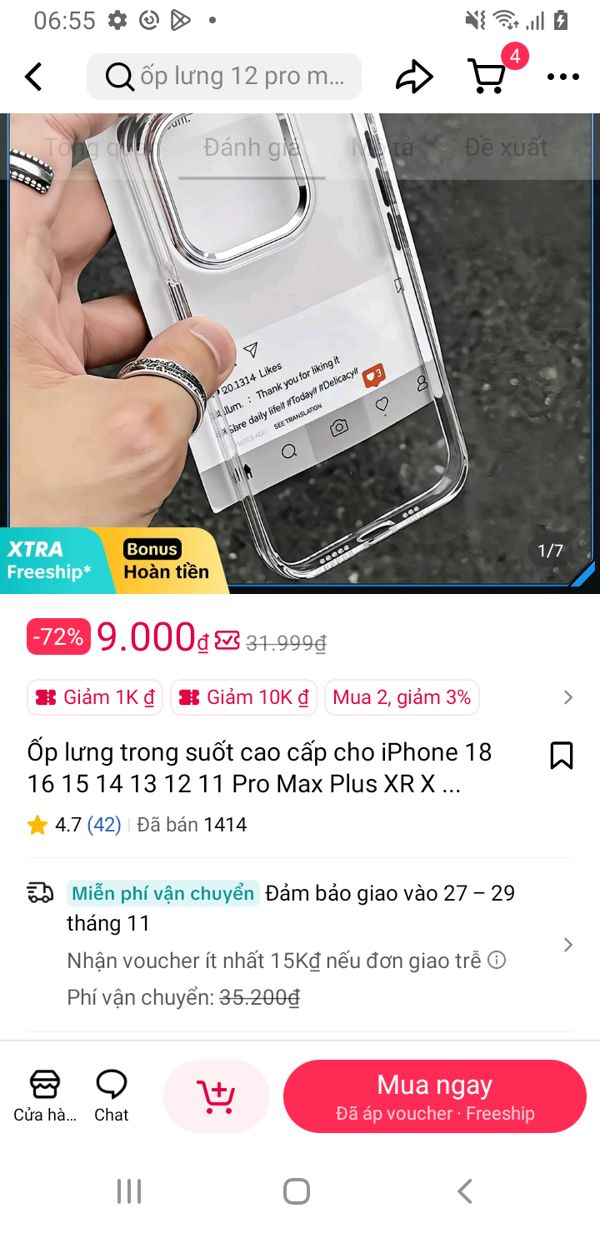 06:55
ốp lưng 12 pro m...
4
Tổng qu
Đánh giá
Mô tả
Đề xuất
20.1314 Likes
llum. : Thank you for liking it
Sbre daily life!! #Today!! #Delicacy!!
SEE TRANSLATION
3
XTRA
Freeship*
Bonus
Hoàn tiền
1/7
-72%
9.000₫
31.999₫
Giảm 1K ₫
Giảm 10K ₫
Mua 2, giảm 3%
Ốp lưng trong suốt cao cấp cho iPhone 18
16 15 14 13 12 11 Pro Max Plus XR X ...
4.7 (42)
Đã bán 1414
Miễn phí vận chuyển Đảm bảo giao vào 27 – 29
tháng 11
Nhận voucher ít nhất 15K₫ nếu đơn giao trễ
Phí vận chuyển: 35.200₫
Cửa hà...
Chat
Mua ngay
Đã áp voucher · Freeship